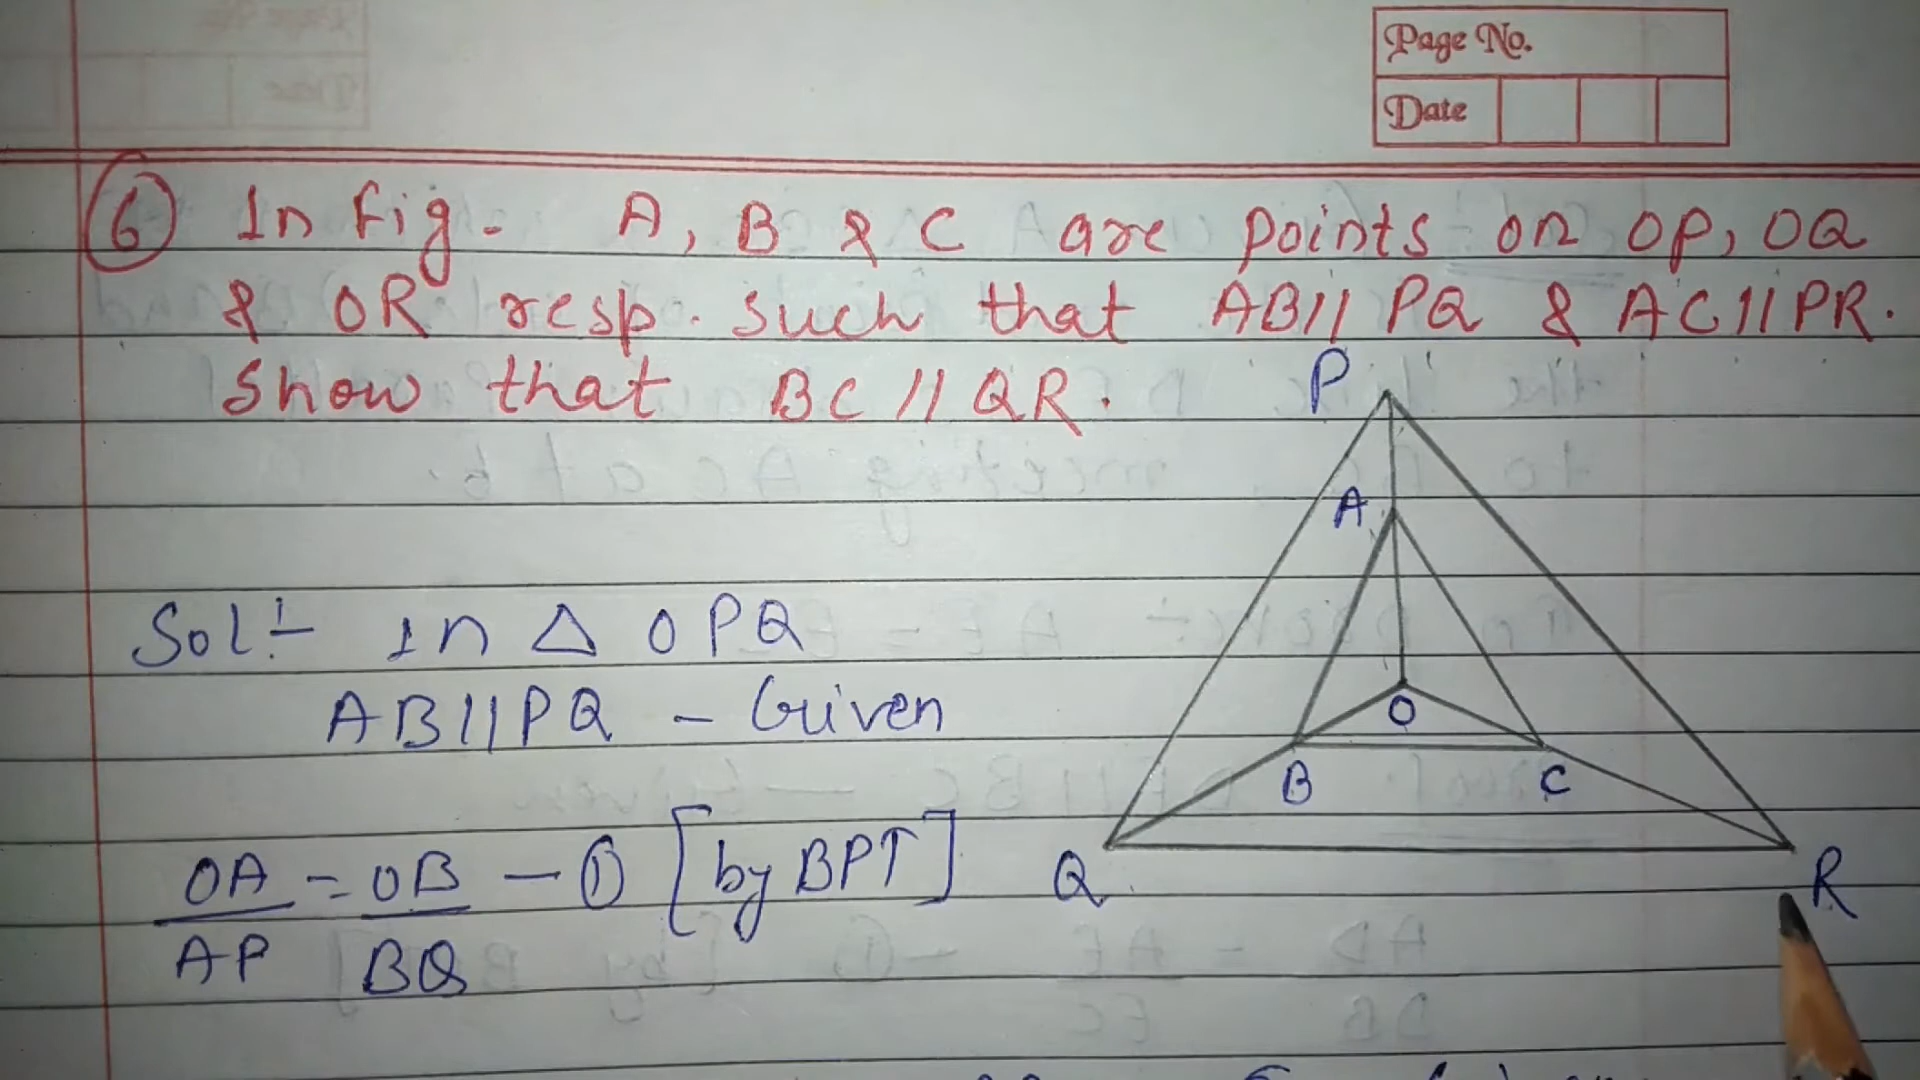 Page No.
Date
6 In fig. A, B & C are points on OP, OQ
& OR resp. such that AB || PQ & AC || PR.
Show that BC || QR.
P
A
Sol:- In △ OPQ
AB || PQ - Given
O
B
C
OA/AP = OB/BQ - ① [by BPT]
Q
R